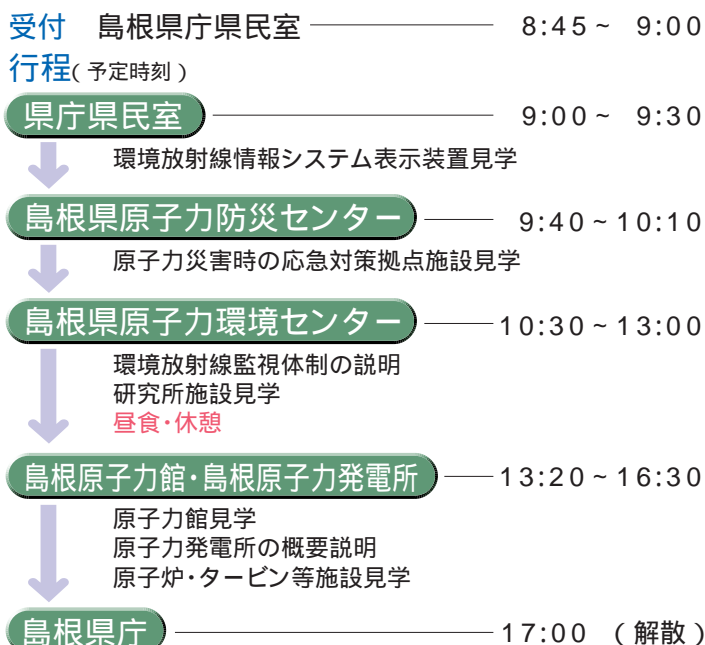 受付　島根県庁県民室　8:45～ 9:00
行程(予定時刻)
県庁県民室　9:00～ 9:30
環境放射線情報システム表示装置見学
島根県原子力防災センター　9:40～10:10
原子力災害時の応急対策拠点施設見学
島根県原子力環境センター　10:30～13:00
環境放射線監視体制の説明
研究所施設見学
昼食・休憩
島根原子力館・島根原子力発電所　13:20～16:30
原子力館見学
原子力発電所の概要説明
原子炉・タービン等施設見学
島根県庁　17:00 (解散)